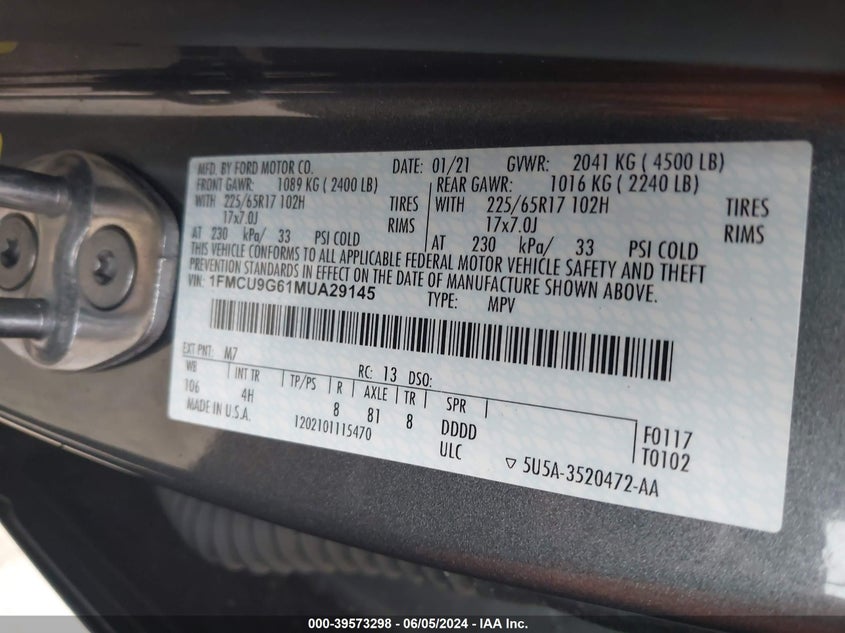 MFD. BY FORD MOTOR CO. DATE: 01/21 GVWR: 2041 KG ( 4500 LB)
FRONT GAWR: 1089 KG ( 2400 LB) REAR GAWR: 1016 KG ( 2240 LB)
WITH 225/65R17 102H TIRES WITH 225/65R17 102H TIRES
17x7.0J RIMS 17x7.0J RIMS
AT 230 kPa/ 33 PSI COLD AT 230 kPa/ 33 PSI COLD
THIS VEHICLE CONFORMS TO ALL APPLICABLE FEDERAL MOTOR VEHICLE SAFETY AND THEFT
PREVENTION STANDARDS IN EFFECT ON THE DATE OF MANUFACTURE SHOWN ABOVE.
VIN: 1FMCU9G61MUA29145 TYPE: MPV
EXT PNT: M7 RC: 13 DSO:
WB INT TR TP/PS R AXLE TR SPR
106 4H 8 81 8 DDDD F0117
MADE IN U.S.A. 1202101115470 ULC T0102
▽ 5U5A-3520472-AA
000-39573298 - 06/05/2024 - IAAI.com